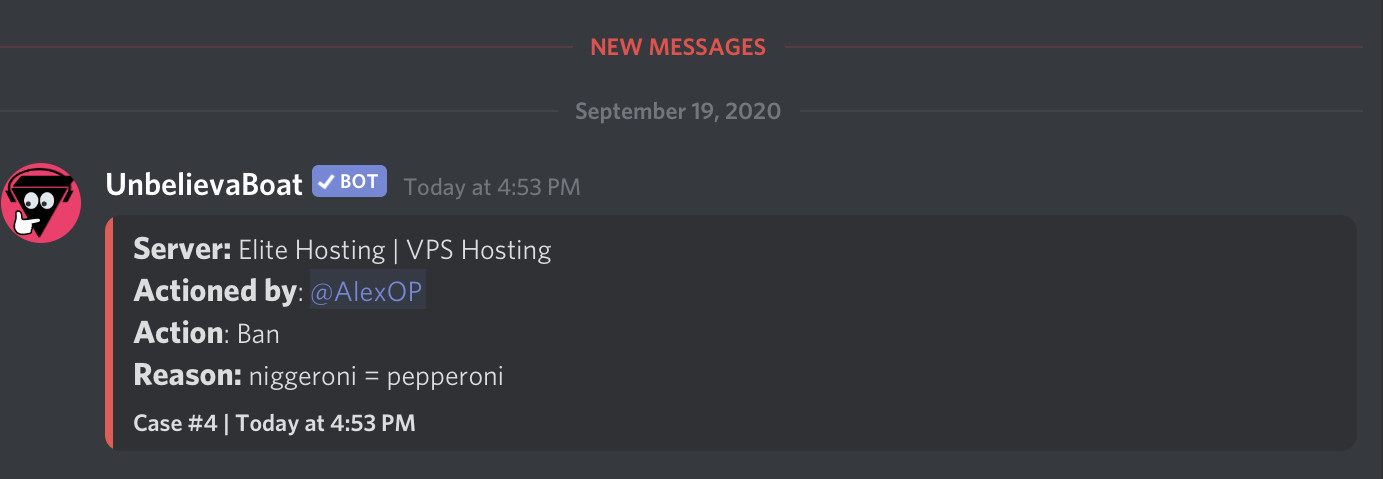 NEW MESSAGES
September 19, 2020
UnbelievaBoat BOT Today at 4:53 PM
Server: Elite Hosting | VPS Hosting
Actioned by: @AlexOP
Action: Ban
Reason: niggeroni = pepperoni
Case #4 | Today at 4:53 PM